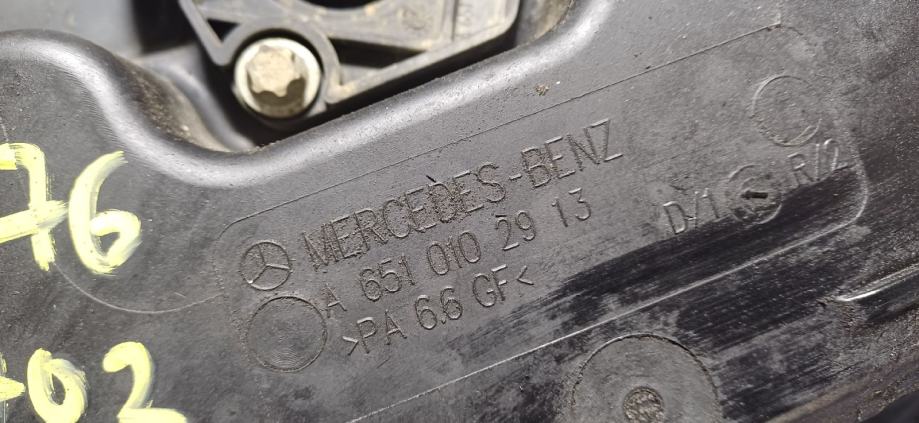 76
MERCEDES-BENZ
A 651 010 29 13
>PA 6.6 GF<
D/1 R/2
02